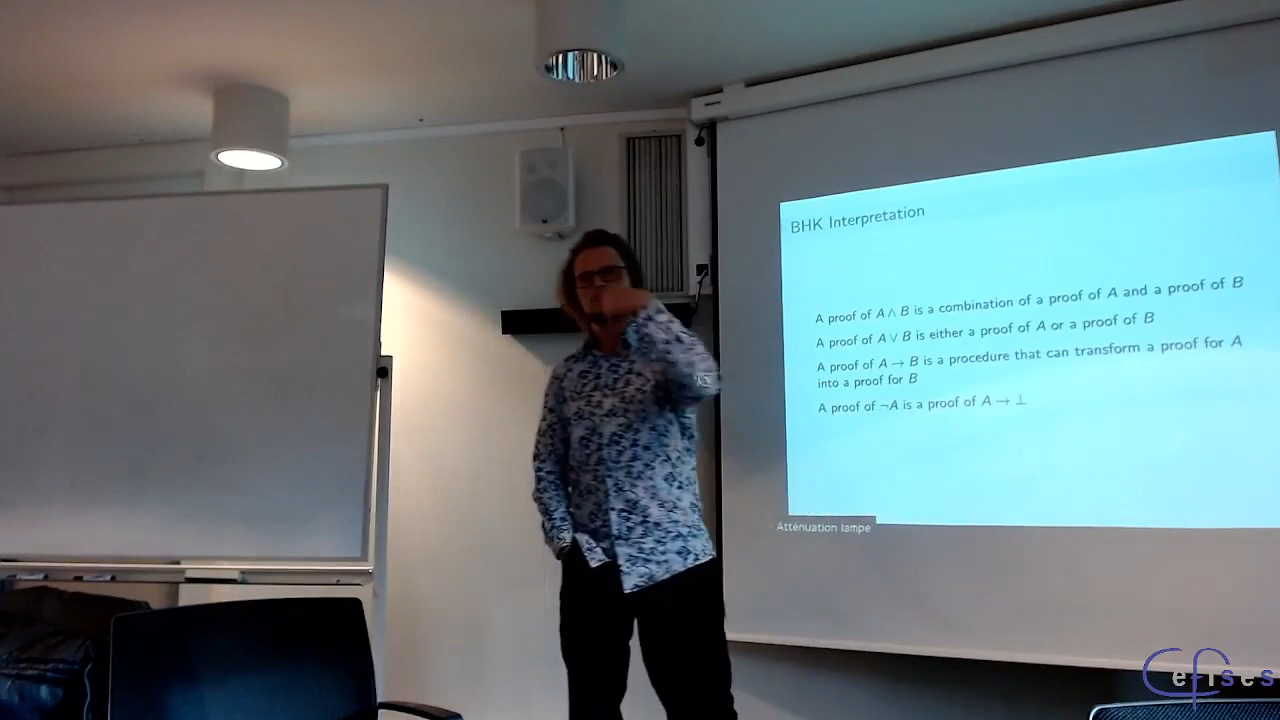 BHK Interpretation
A proof of A ∧ B is a combination of a proof of A and a proof of B
A proof of A ∨ B is either a proof of A or a proof of B
A proof of A → B is a procedure that can transform a proof for A
into a proof for B
A proof of ¬A is a proof of A → ⊥
Attènuation lampe
Cefises